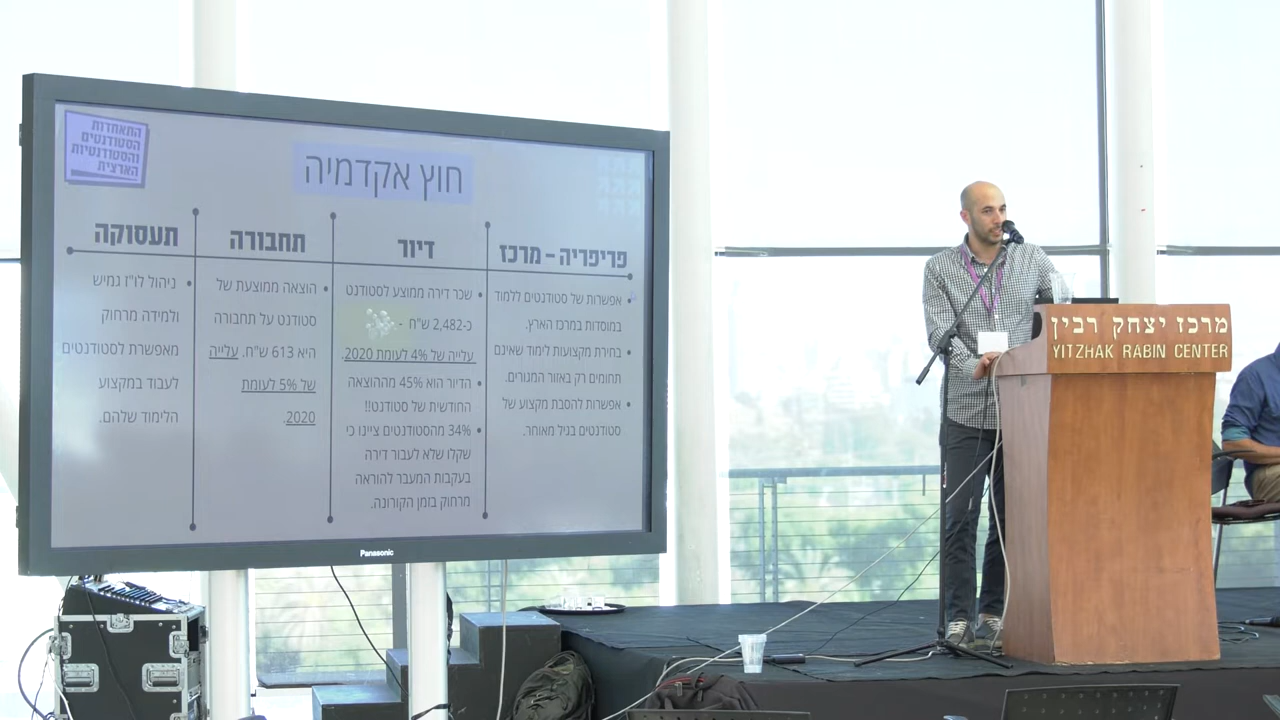 התאחדות
הסטודנטים
והסטודנטיות
הארצית
חוץ אקדמיה
פריפריה – מרכז
• אפשרות של סטודנטים ללמוד
במוסדות במרכז הארץ.
• בחירת מקצועות לימוד שאינם
תחומים רק באזור המגורים.
• אפשרות להסבת מקצוע של
סטודנטים בגיל מאוחר.
דיור
• שכר דירה ממוצע לסטודנט
כ-2,482 ש"ח -
עלייה של 4% לעומת 2020.
• הדיור הוא 45% מההוצאה
החודשית של סטודנט!!
• 34% מהסטודנטים ציינו כי
שקלו שלא לעבור דירה
בעקבות המעבר להוראה
מרחוק בזמן הקורונה.
תחבורה
• הוצאה ממוצעת של
סטודנט על תחבורה
היא 613 ש"ח. עלייה
של 5% לעומת
2020.
תעסוקה
• ניהול לו"ז גמיש
ולמידה מרחוק
מאפשרת לסטודנטים
לעבוד במקצוע
הלימוד שלהם.
Panasonic
מרכז יצחק רבין
YITZHAK RABIN CENTER